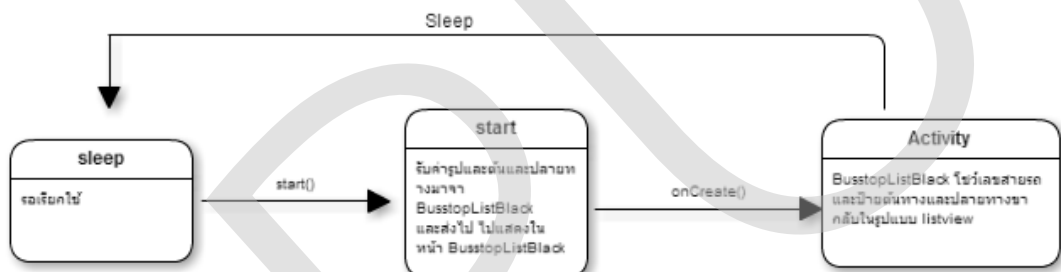 Sleep
sleep
รอเรียกใช้
start()
start
รับค่ารูปและต้นและปลายท
างมาจา
BusstopListBlack
และส่งไป ไปแสดงใน
หน้า BusstopListBlack
onCreate()
Activity
BusstopListBlack โชว์เลขสายรถ
และป้ายต้นทางและปลายทางขา
กลับในรูปแบบ listview